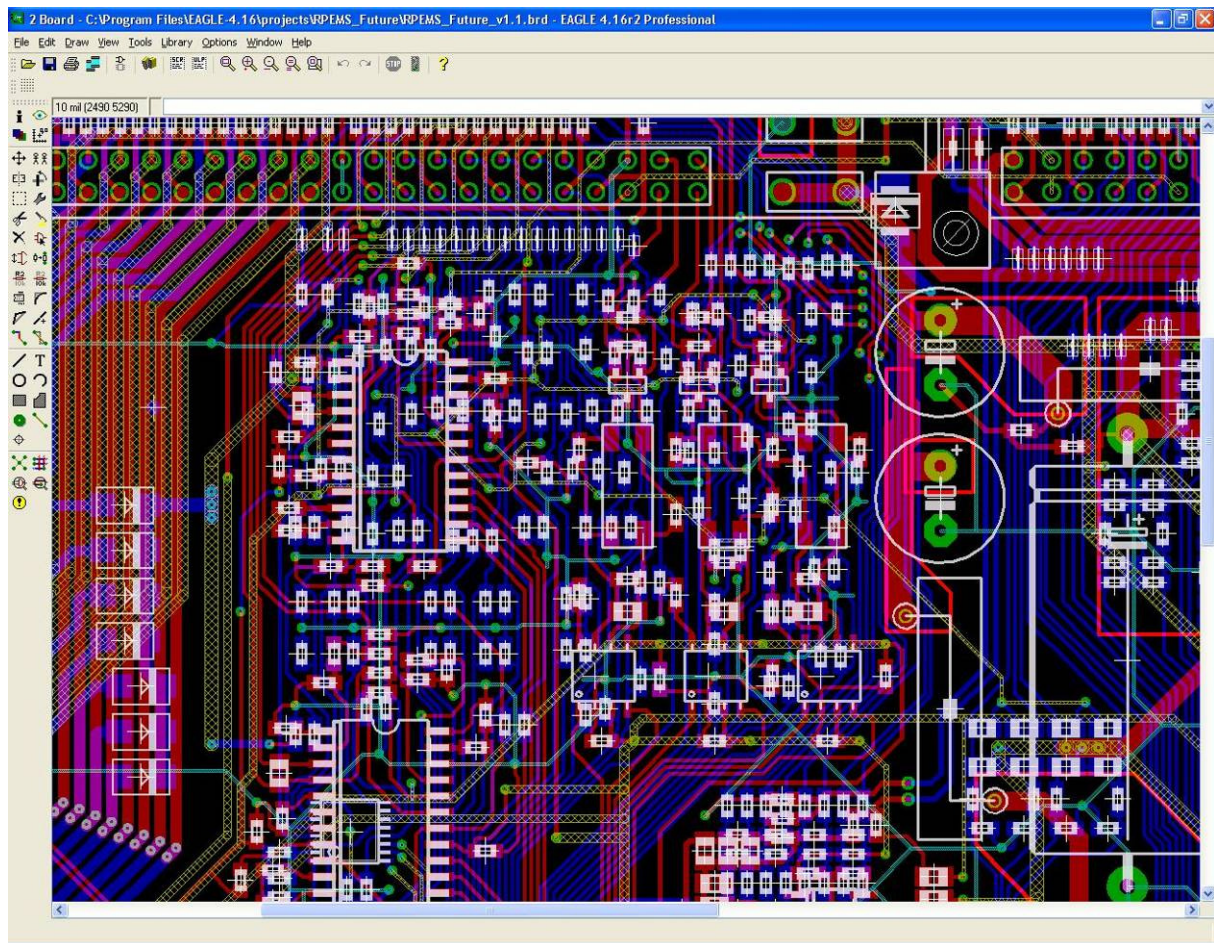 2 Board - C:\Program Files\EAGLE-4.16\projects\RPEMS_Future\RPEMS_Future_v1.1.brd - EAGLE 4.16r2 Professional
File Edit Draw View Tools Library Options Window Help
10 mil (2490 5290)